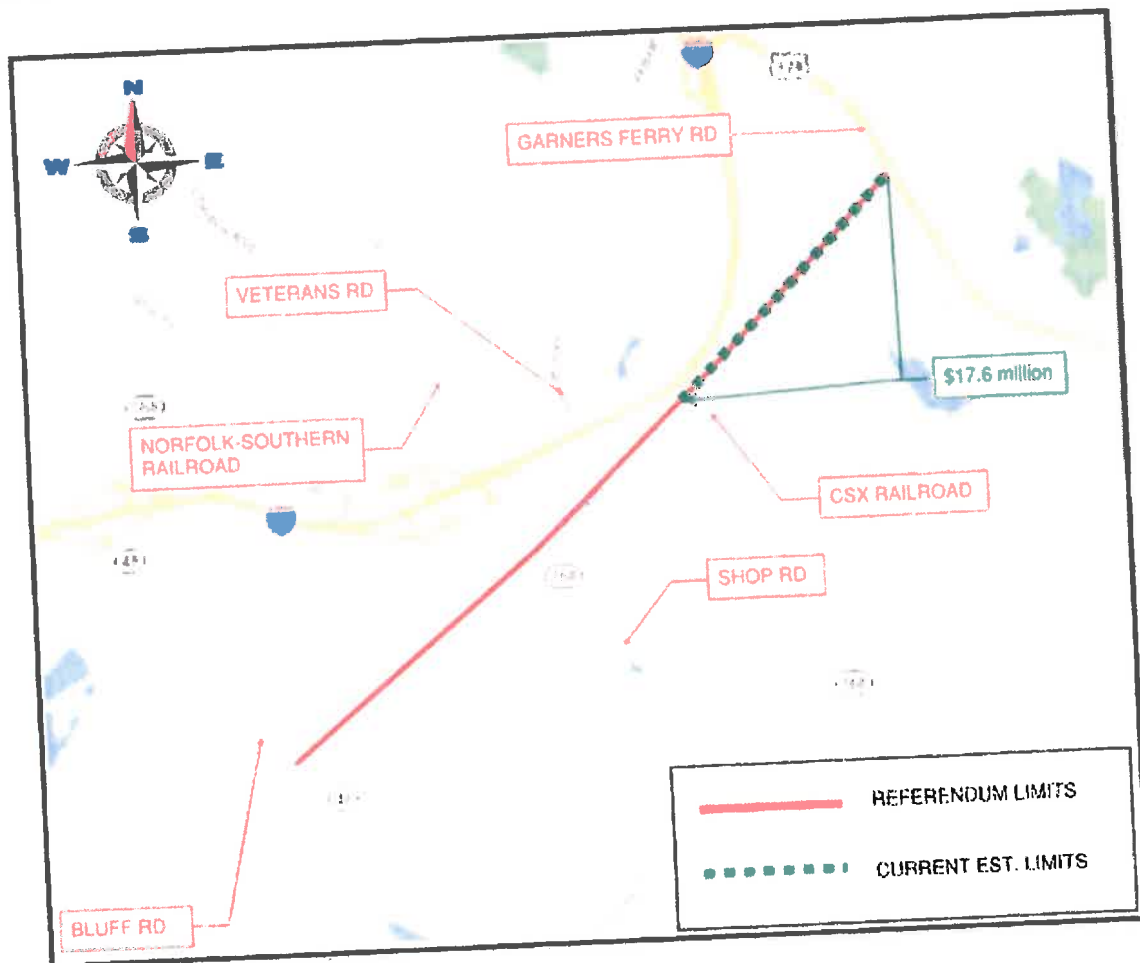 N
W
E
S
378
GARNERS FERRY RD
VETERANS RD
$17.6 million
NORFOLK-SOUTHERN
RAILROAD
CSX RAILROAD
SHOP RD
REFERENDUM LIMITS
CURRENT EST. LIMITS
BLUFF RD